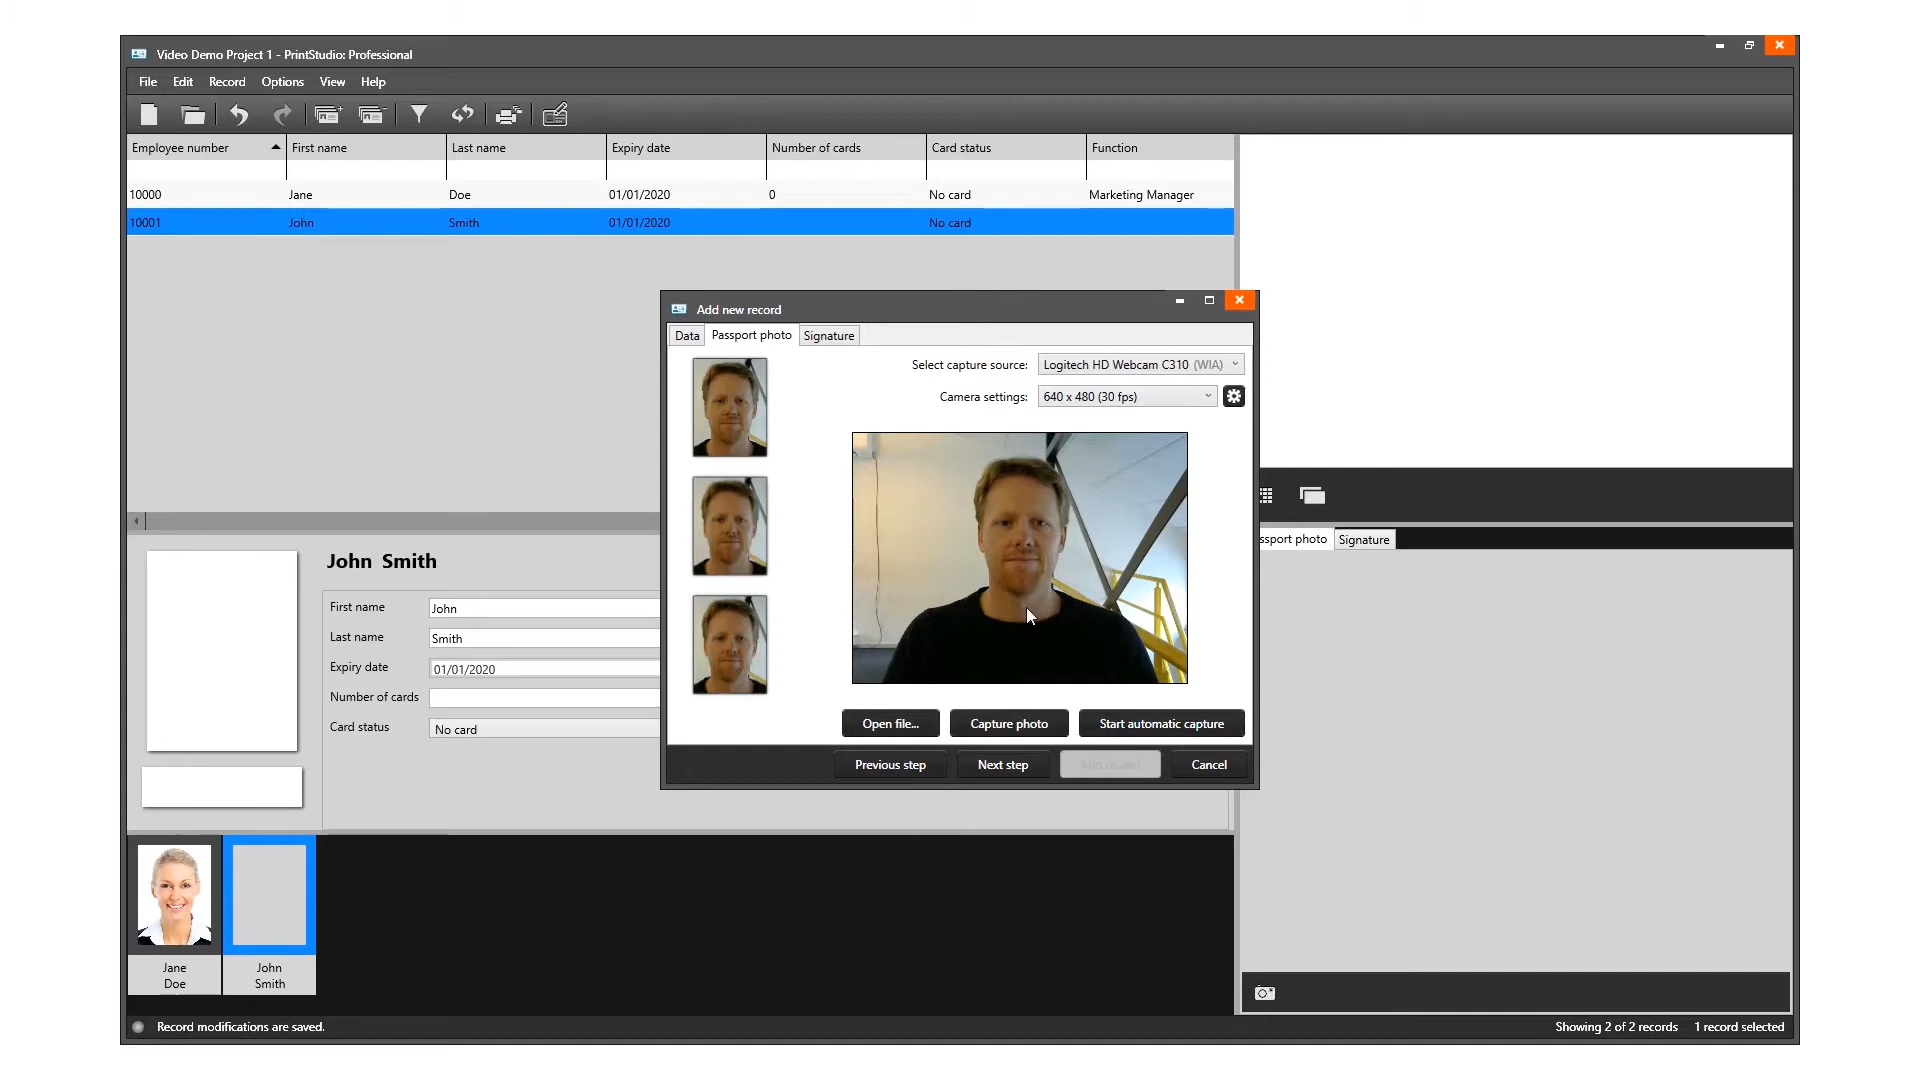 Video Demo Project 1 - PrintStudio: Professional
File Edit Record Options View Help
Employee number First name Last name Expiry date Number of cards Card status Function
10000 Jane Doe 01/01/2020 0 No card Marketing Manager
10001 John Smith 01/01/2020 No card
Add new record
Data Passport photo Signature
Select capture source: Logitech HD Webcam C310 (WIA)
Camera settings: 640 x 480 (30 fps)
Open file... Capture photo Start automatic capture
Previous step Next step Add record Cancel
ssport photo Signature
John Smith
First name John
Last name Smith
Expiry date 01/01/2020
Number of cards
Card status No card
Jane
Doe
John
Smith
Record modifications are saved.
Showing 2 of 2 records 1 record selected